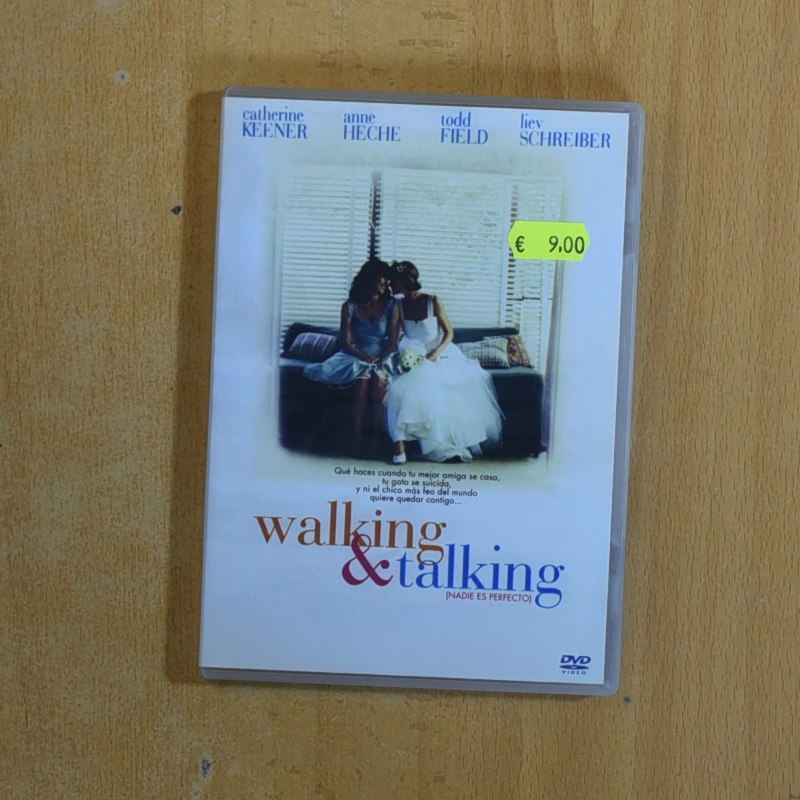 catherine anne todd liev
KEENER HECHE FIELD SCHREIBER
€ 9,00
Qué haces cuando tu mejor amiga se casa,
tu gato se suicida,
y ni el chico más feo del mundo
quiere quedar contigo...
walking
&talking
(NADIE ES PERFECTO)
DVD
VIDEO